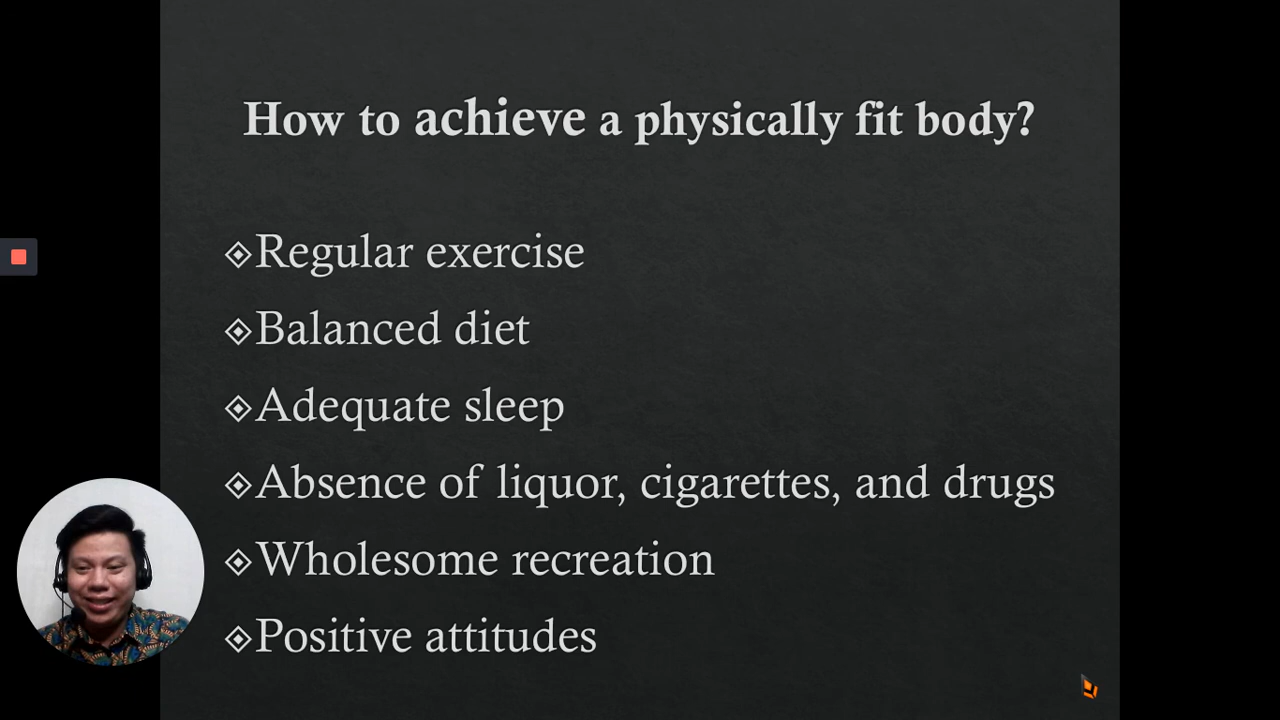 How to achieve a physically fit body?
Regular exercise
Balanced diet
Adequate sleep
Absence of liquor, cigarettes, and drugs
Wholesome recreation
Positive attitudes